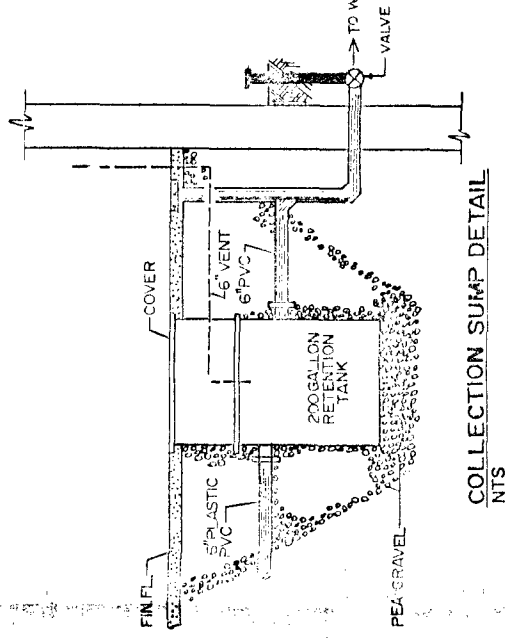 COVER
FIN. FL.
6" VENT
6" PVC
PLASTIC
PVC
200 GALLON
RETENTION
TANK
PEA GRAVEL
TO
VALVE
COLLECTION SUMP DETAIL
NTS